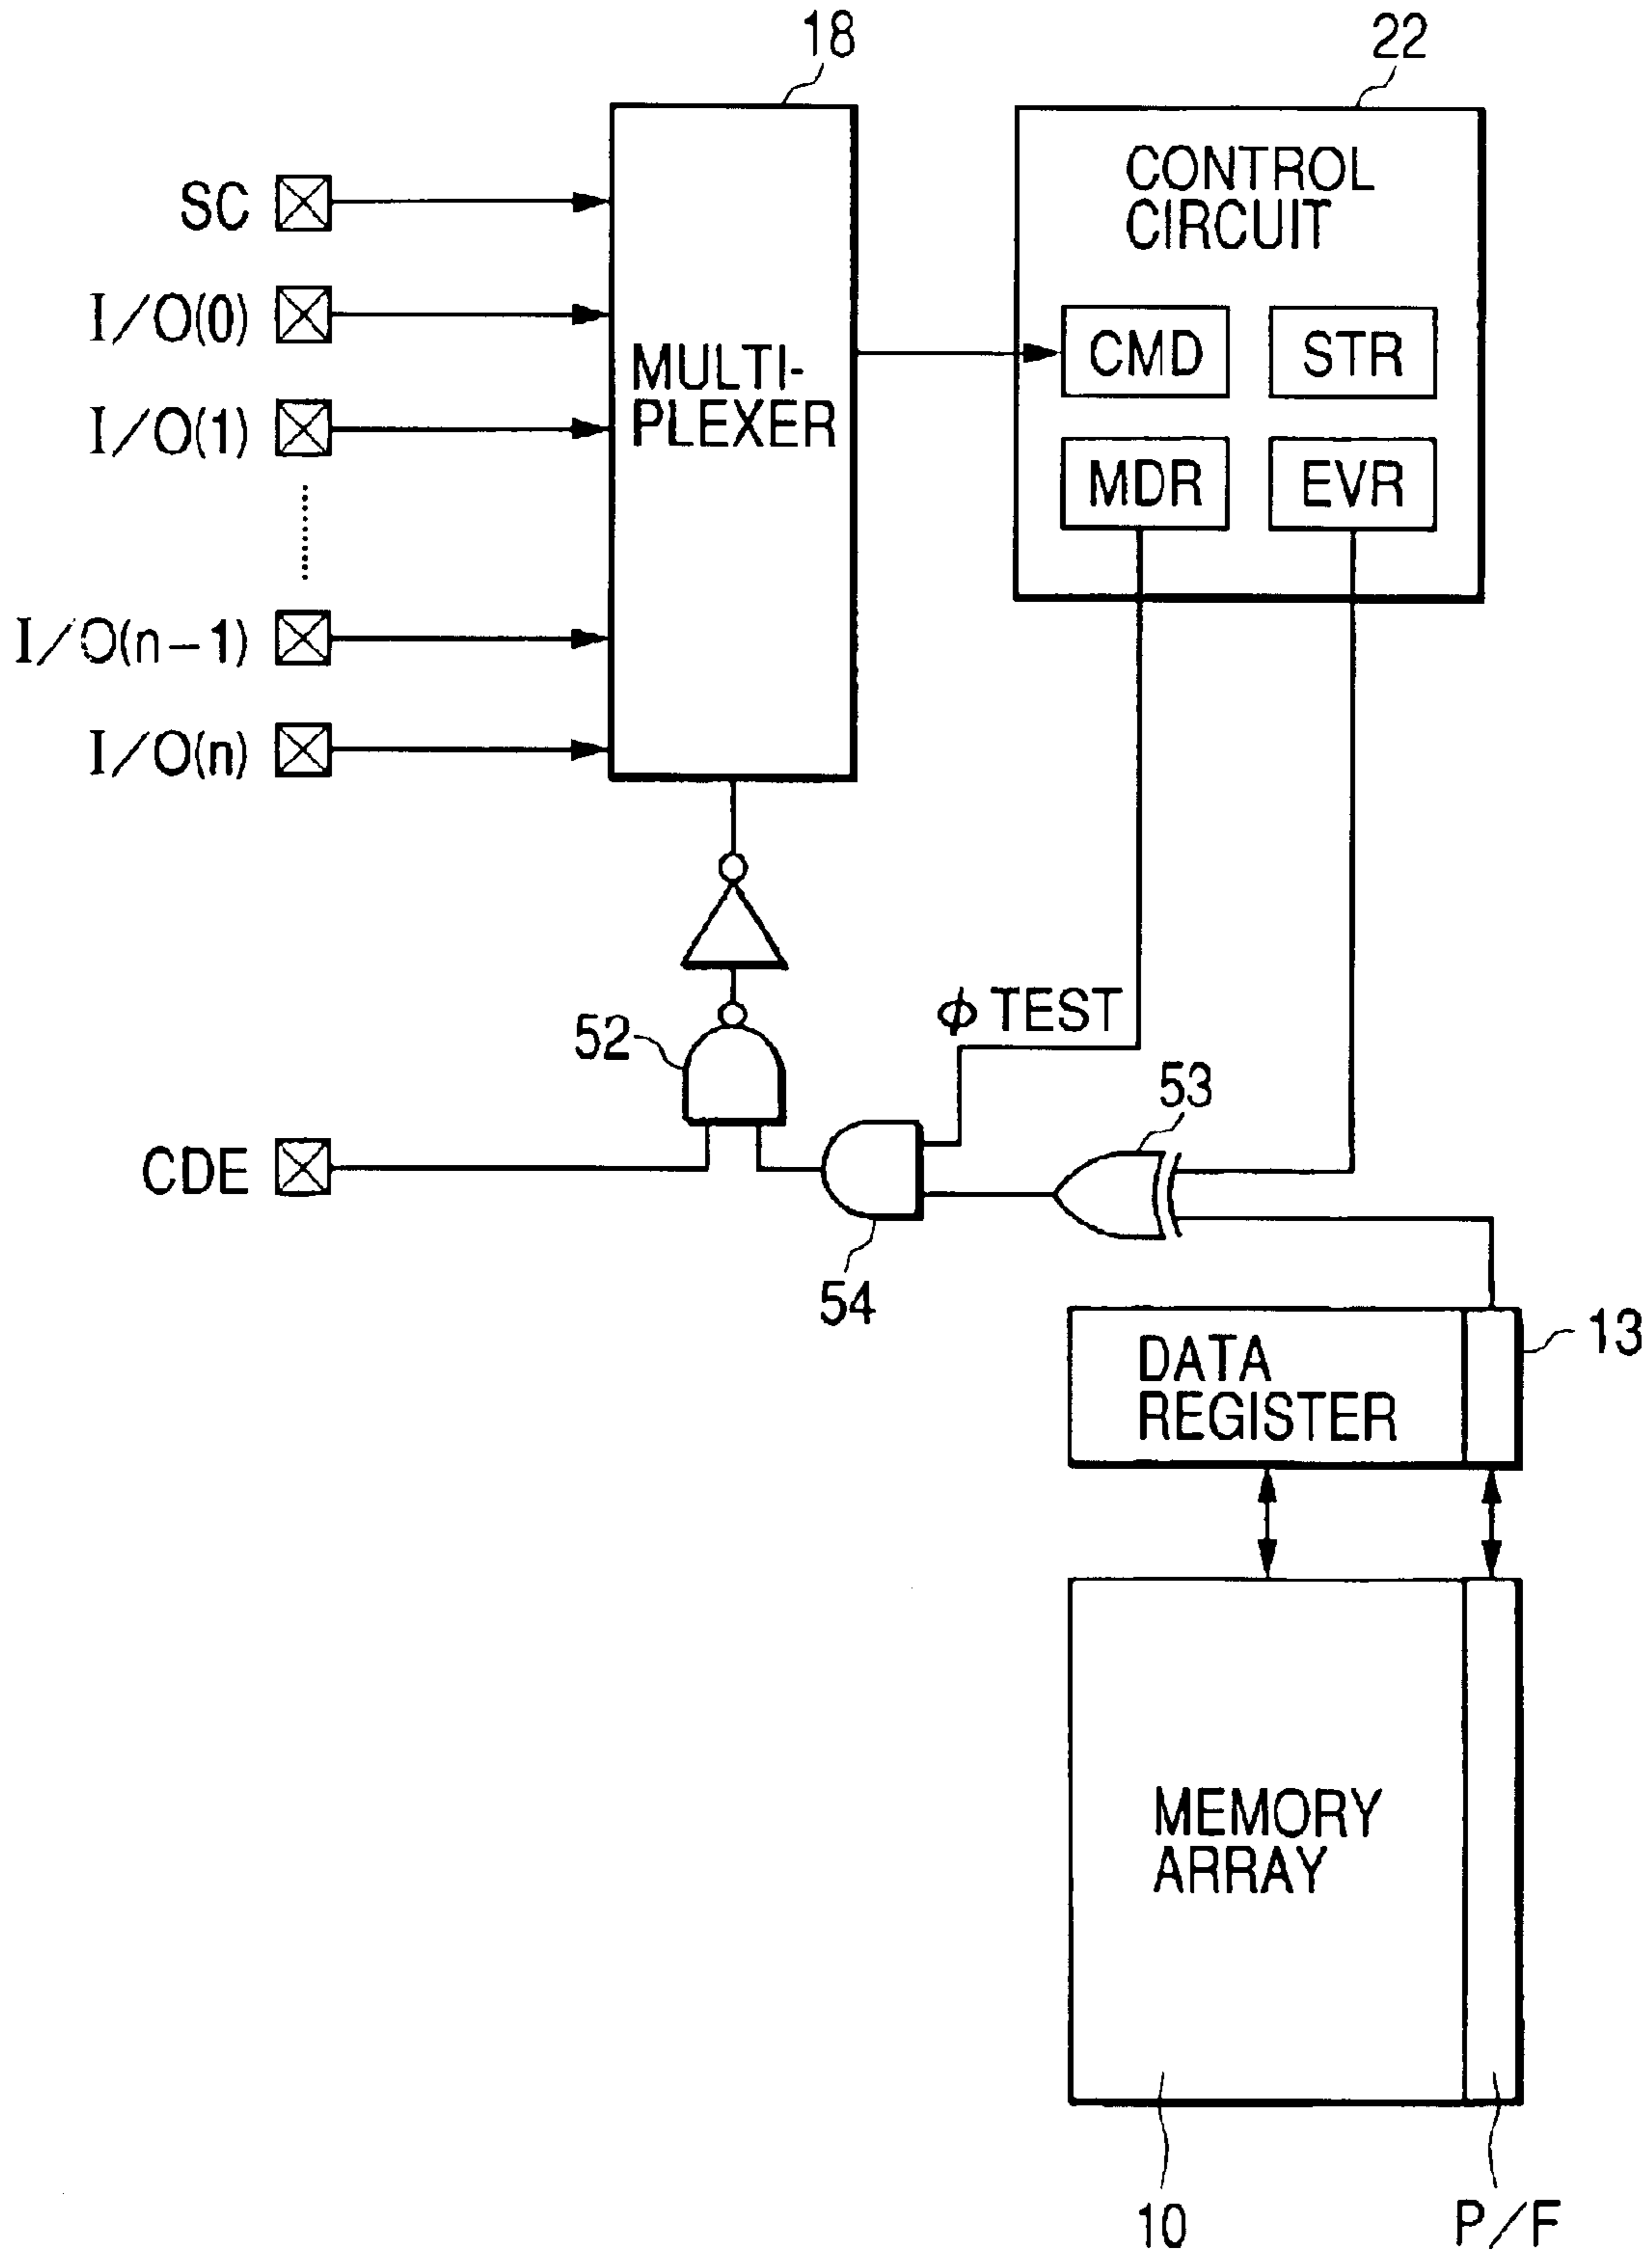 18
22
SC
CONTROL
CIRCUIT
I/O(0)
MULTI-
PLEXER
CMD
STR
I/O(1)
MDR
EVR
I/O(n-1)
I/O(n)
φ TEST
52
53
CDE
54
13
DATA
REGISTER
MEMORY
ARRAY
10
P/F